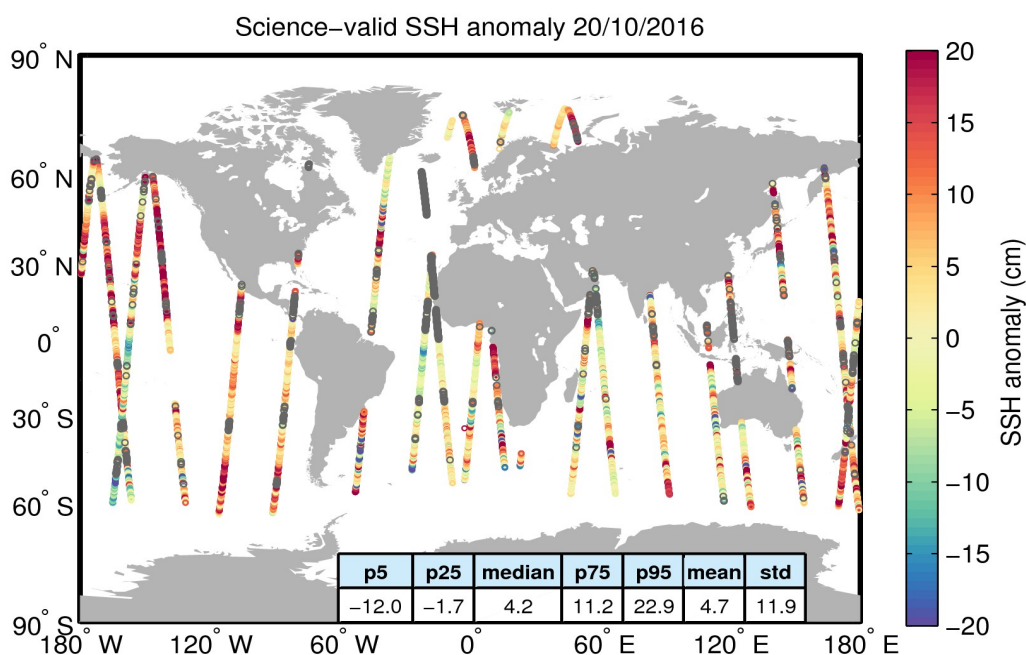 Science−valid SSH anomaly 20/10/2016
90° N
60° N
30° N
0°
30° S
60° S
90° S
180° W
120° W
60° W
0°
60° E
120° E
180° E
p5 p25 median p75 p95 mean std
−12.0 −1.7 4.2 11.2 22.9 4.7 11.9
20
15
10
5
0
−5
−10
−15
−20
SSH anomaly (cm)